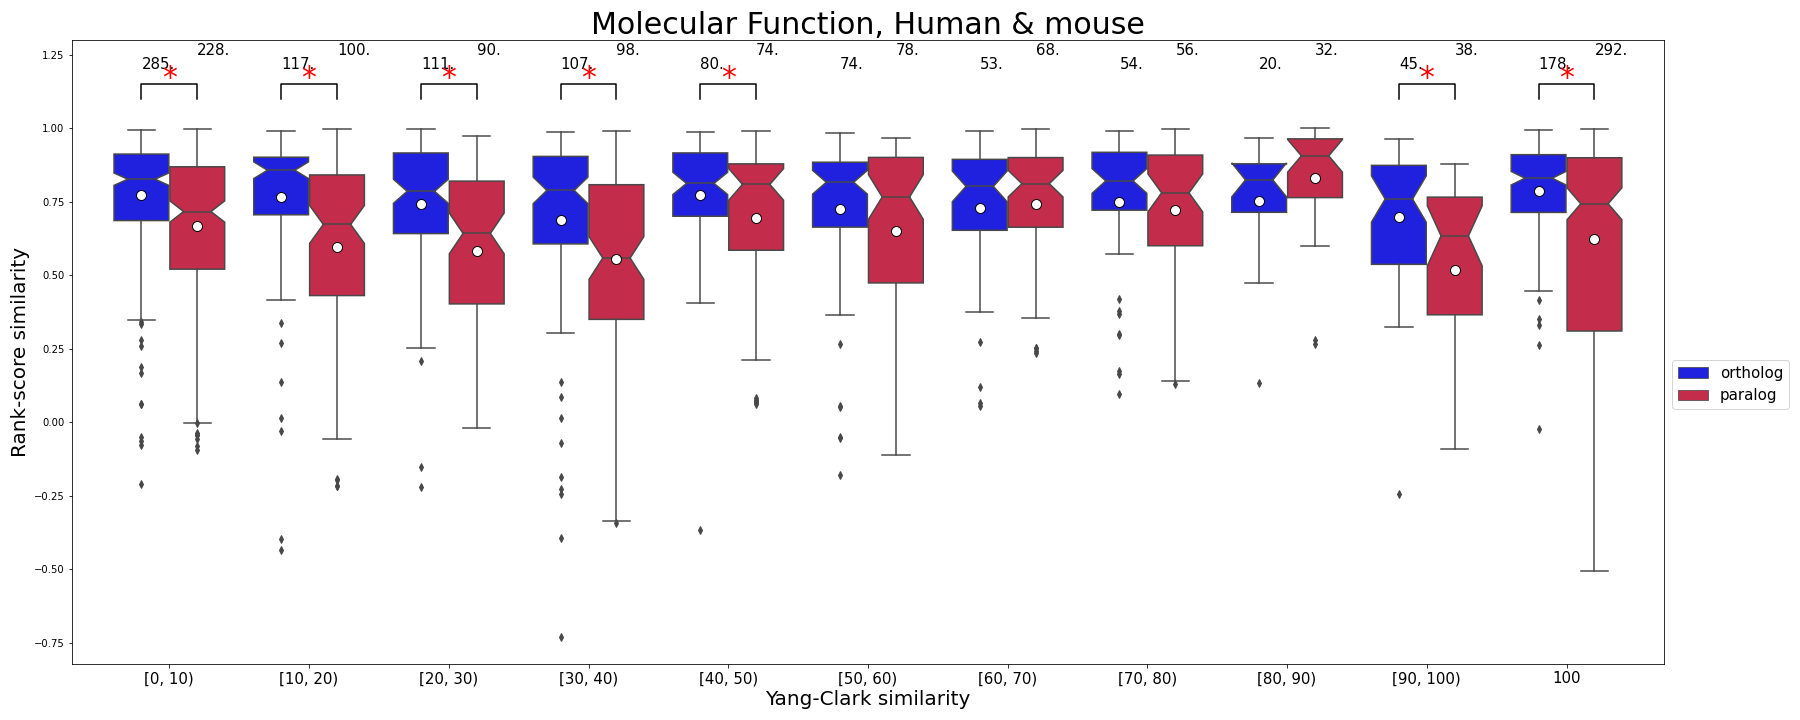 Molecular Function, Human & mouse
228. 100. 90. 98. 74. 78. 68. 56. 32. 38. 292.
285. 117. 111. 107. 80. 74. 53. 54. 20. 45. 178.
* * * * * * *
1.25
1.00
0.75
0.50
0.25
0.00
−0.25
−0.50
−0.75
Rank-score similarity
ortholog
paralog
[0, 10) [10, 20) [20, 30) [30, 40) [40, 50) [50, 60) [60, 70) [70, 80) [80, 90) [90, 100) 100
Yang-Clark similarity